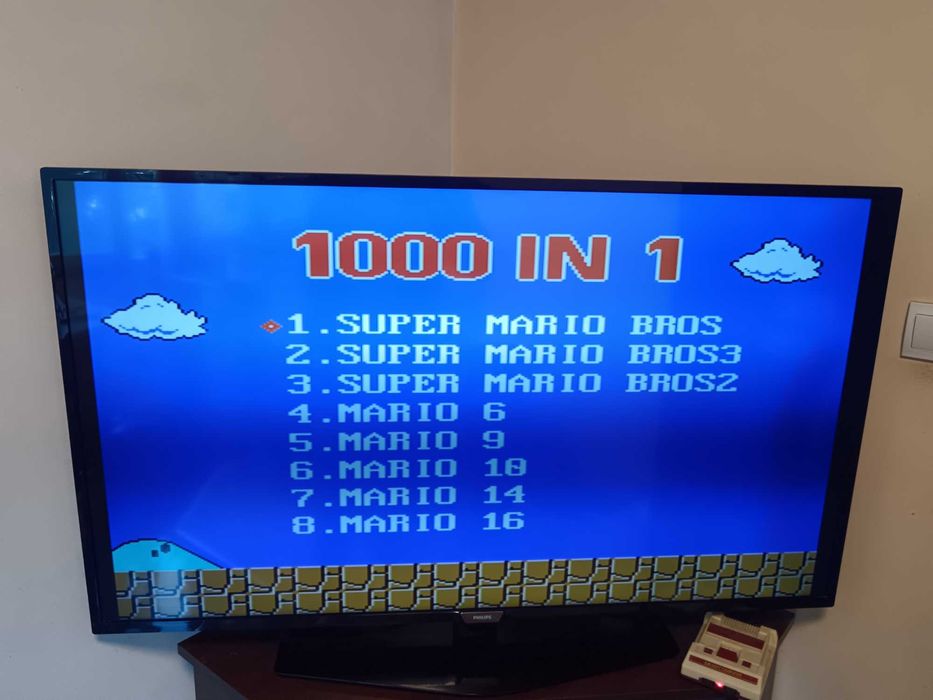 1000 IN 1
1.SUPER MARIO BROS
2.SUPER MARIO BROS3
3.SUPER MARIO BROS2
4.MARIO 6
5.MARIO 9
6.MARIO 10
7.MARIO 14
8.MARIO 16
PHILIPS